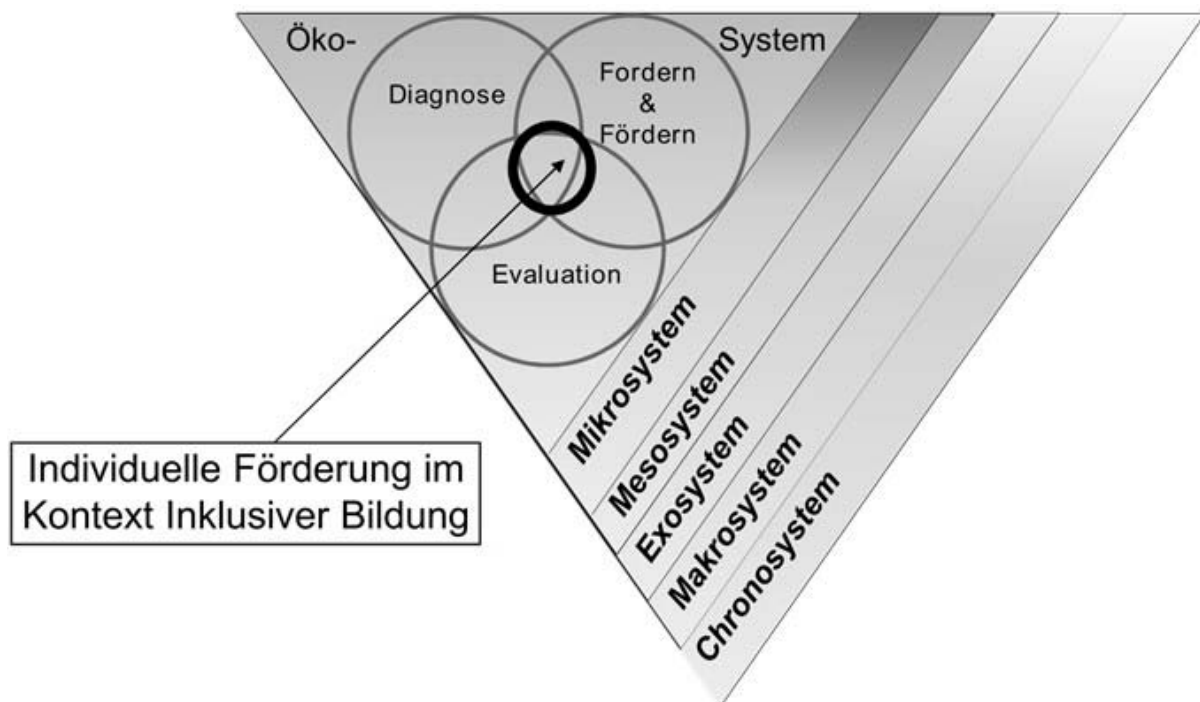 Öko-
System
Diagnose
Fordern
&
Fördern
Evaluation
Individuelle Förderung im
Kontext Inklusiver Bildung
Mikrosystem
Mesosystem
Exosystem
Makrosystem
Chronosystem